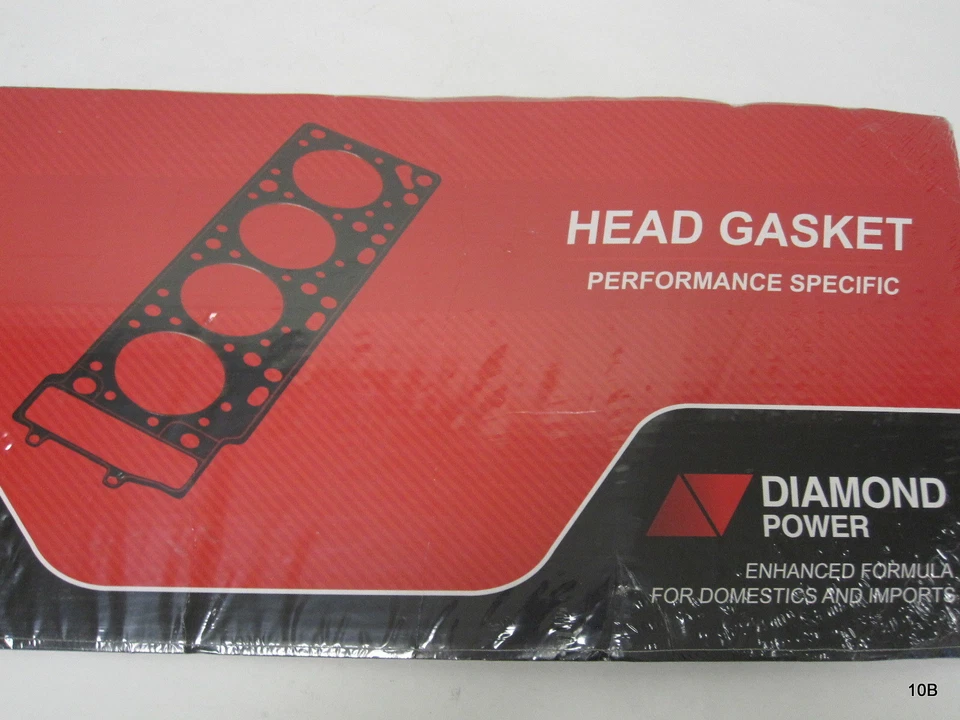 HEAD GASKET
PERFORMANCE SPECIFIC
DIAMOND
POWER
ENHANCED FORMULA
FOR DOMESTICS AND IMPORTS
10B